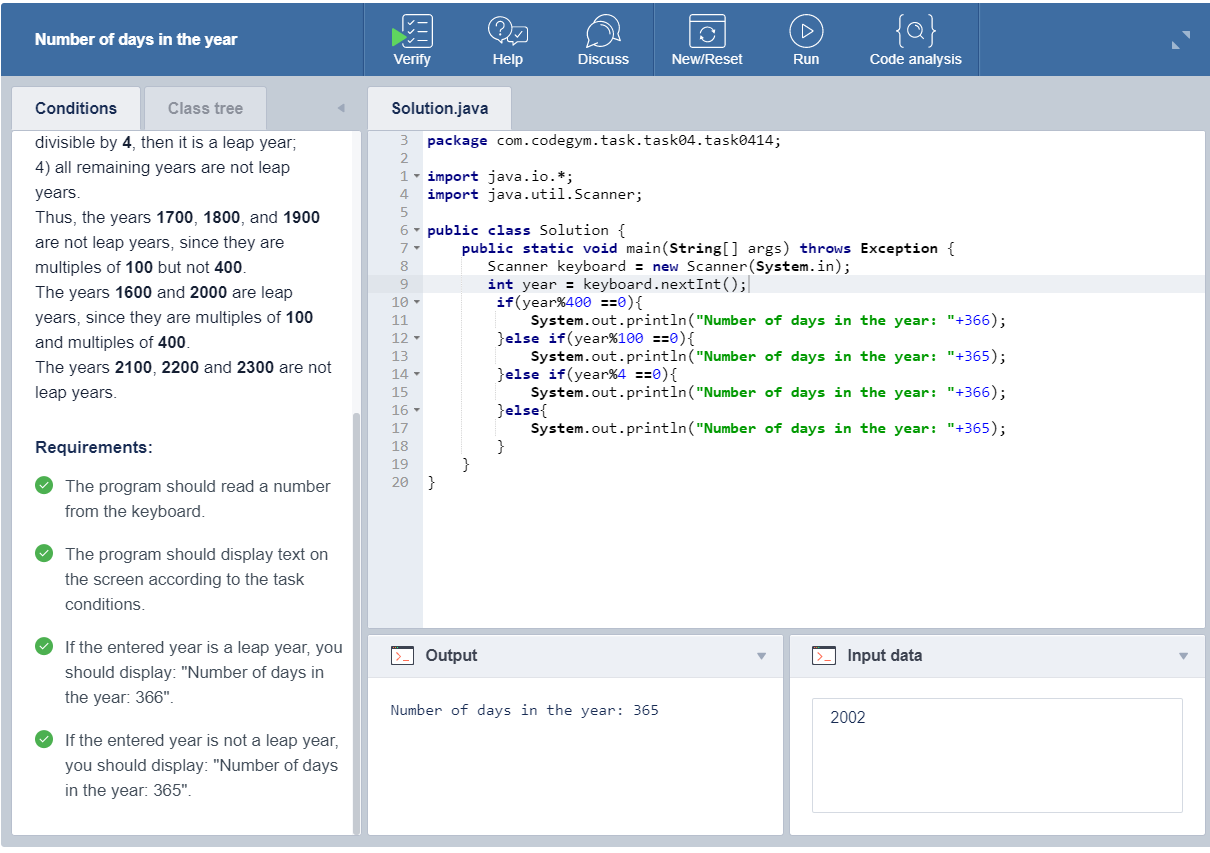 Number of days in the year
Verify
Help
Discuss
New/Reset
Run
Code analysis
Conditions
Class tree
divisible by 4, then it is a leap year;
4) all remaining years are not leap
years.
Thus, the years 1700, 1800, and 1900
are not leap years, since they are
multiples of 100 but not 400.
The years 1600 and 2000 are leap
years, since they are multiples of 100
and multiples of 400.
The years 2100, 2200 and 2300 are not
leap years.
Requirements:
The program should read a number
from the keyboard.
The program should display text on
the screen according to the task
conditions.
If the entered year is a leap year, you
should display: "Number of days in
the year: 366".
If the entered year is not a leap year,
you should display: "Number of days
in the year: 365".
Solution.java
3 package com.codegym.task.task04.task0414;
2
1 import java.io.*;
4 import java.util.Scanner;
5
6 public class Solution {
7 public static void main(String[] args) throws Exception {
8 Scanner keyboard = new Scanner(System.in);
9 int year = keyboard.nextInt();
10 if(year%400 ==0){
11 System.out.println("Number of days in the year: "+366);
12 }else if(year%100 ==0){
13 System.out.println("Number of days in the year: "+365);
14 }else if(year%4 ==0){
15 System.out.println("Number of days in the year: "+366);
16 }else{
17 System.out.println("Number of days in the year: "+365);
18 }
19 }
20 }
Output
Number of days in the year: 365
Input data
2002